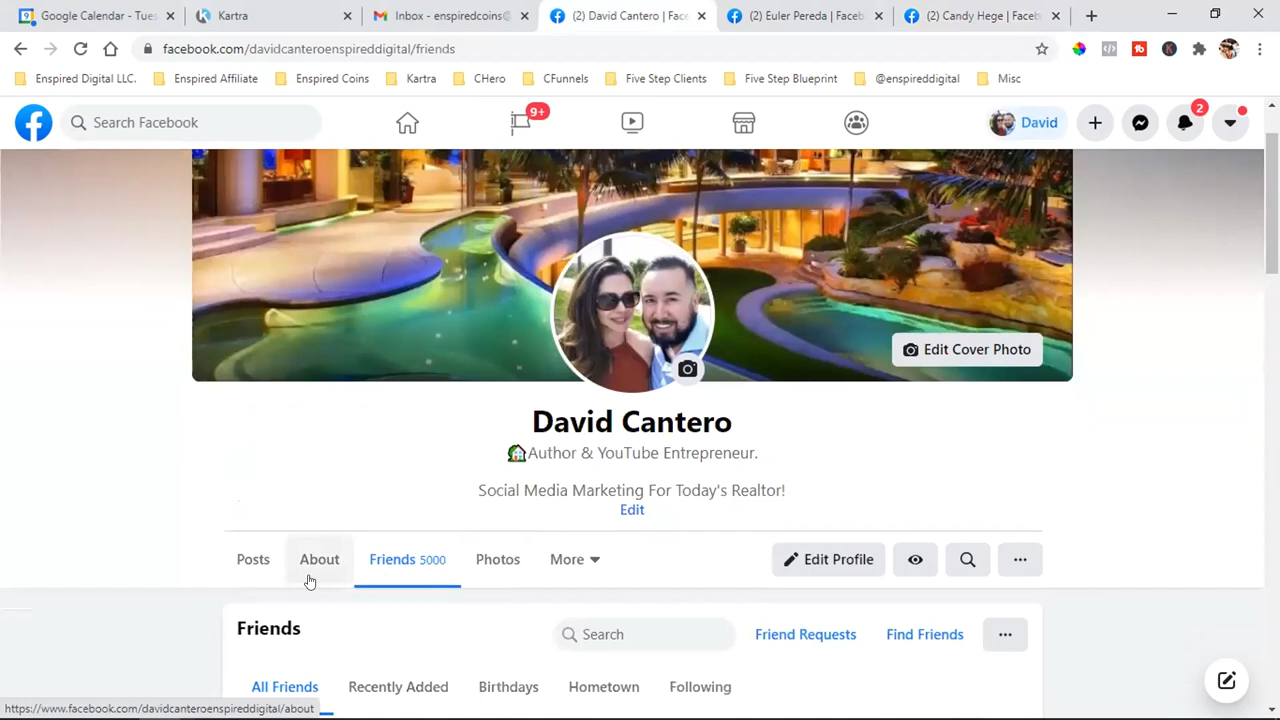 Google Calendar - Tues
Kartra
Inbox - enspiredcoins@
(2) David Cantero | Face
(2) Euler Pereda | Facebo
(2) Candy Hege | Facebo
facebook.com/davidcanteroenspireddigital/friends
Enspired Digital LLC.
Enspired Affiliate
Enspired Coins
Kartra
CHero
CFunnels
Five Step Clients
Five Step Blueprint
@enspireddigital
Misc
Search Facebook
9+
David
2
Edit Cover Photo
David Cantero
Author & YouTube Entrepreneur.
Social Media Marketing For Today's Realtor!
Edit
Posts
About
Friends 5000
Photos
More
Edit Profile
Friends
Search
Friend Requests
Find Friends
All Friends
Recently Added
Birthdays
Hometown
Following
https://www.facebook.com/davidcanteroenspireddigital/about